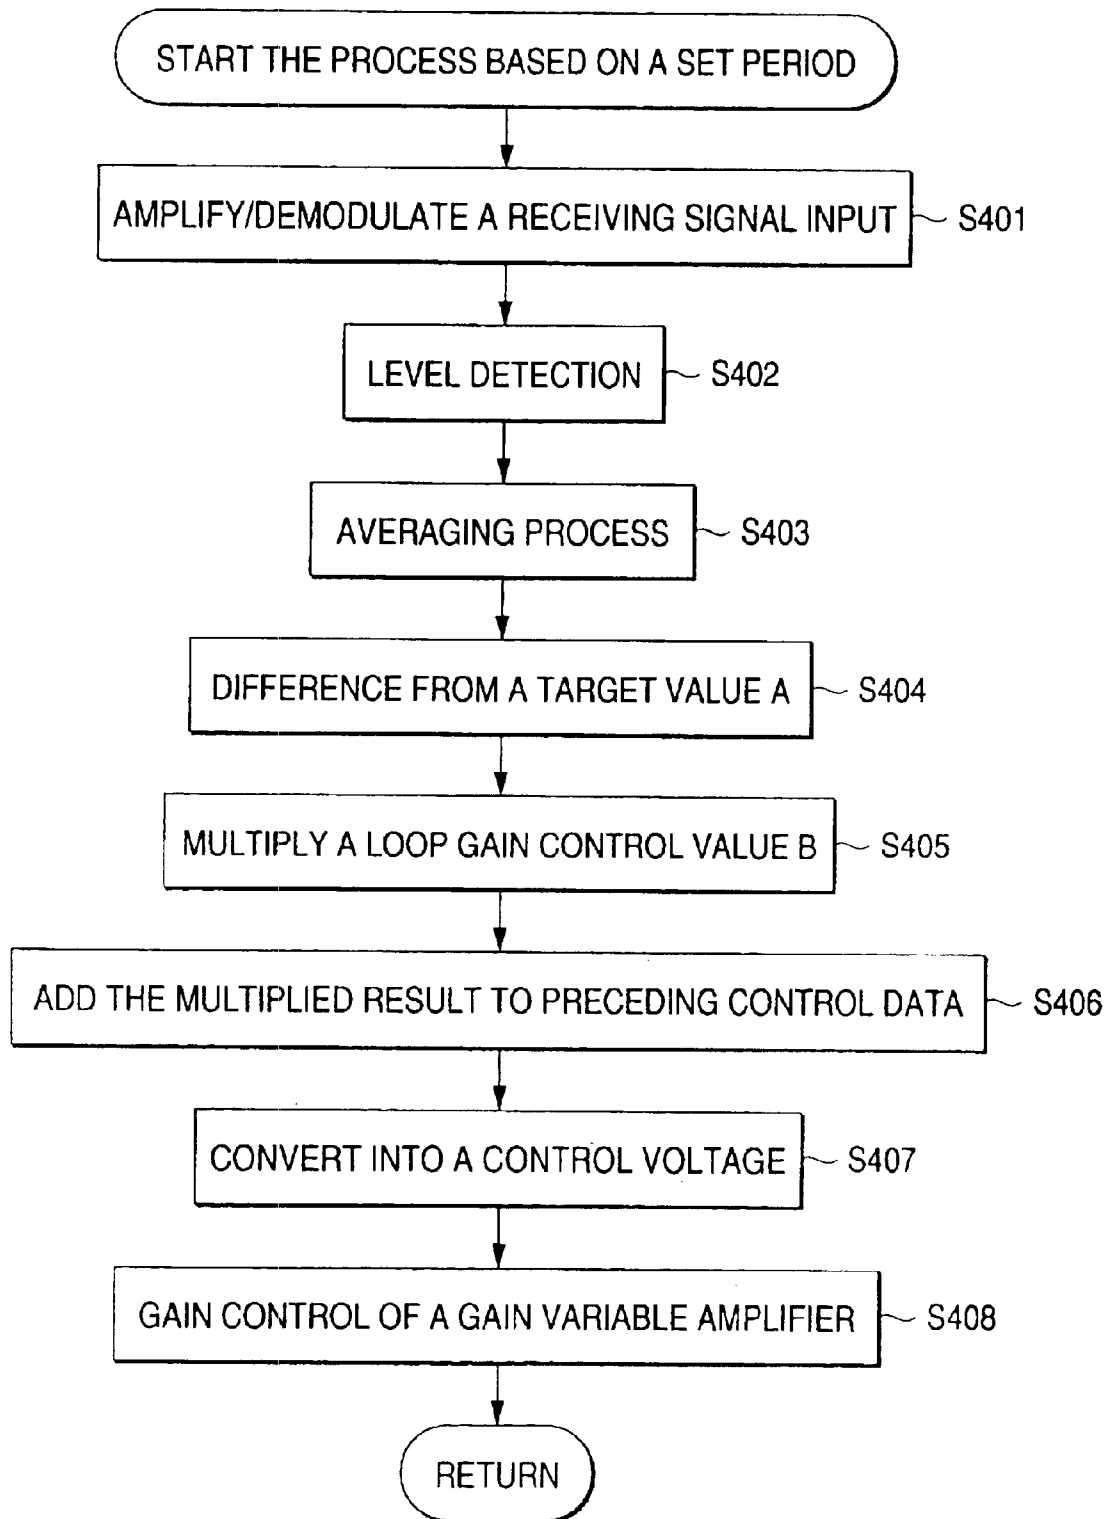 START THE PROCESS BASED ON A SET PERIOD
AMPLIFY/DEMODULATE A RECEIVING SIGNAL INPUT
S401
LEVEL DETECTION
S402
AVERAGING PROCESS
S403
DIFFERENCE FROM A TARGET VALUE A
S404
MULTIPLY A LOOP GAIN CONTROL VALUE B
S405
ADD THE MULTIPLIED RESULT TO PRECEDING CONTROL DATA
S406
CONVERT INTO A CONTROL VOLTAGE
S407
GAIN CONTROL OF A GAIN VARIABLE AMPLIFIER
S408
RETURN